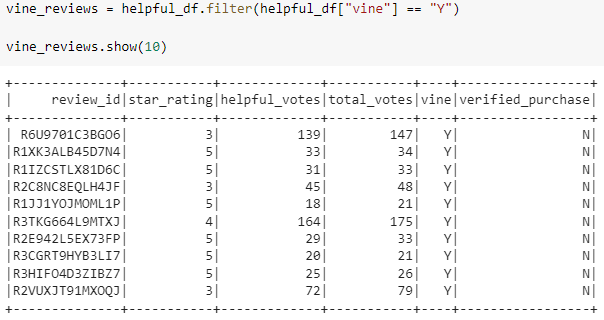 vine_reviews = helpful_df.filter(helpful_df["vine"] == "Y")
vine_reviews.show(10)
+--------------+-----------+-------------+-----------+----+-----------------+
|     review_id|star_rating|helpful_votes|total_votes|vine|verified_purchase|
+--------------+-----------+-------------+-----------+----+-----------------+
| R6U9701C3BGO6|          3|          139|        147|   Y|                N|
|R1XK3ALB45D7N4|          5|           33|         34|   Y|                N|
|R1IZCSTLX81D6C|          5|           31|         33|   Y|                N|
|R2C8NC8EQLH4JF|          3|           45|         48|   Y|                N|
|R1JJ1YOJMOML1P|          5|           18|         21|   Y|                N|
|R3TKG664L9MTXJ|          4|          164|        175|   Y|                N|
|R2E942L5EX73FP|          5|           29|         33|   Y|                N|
|R3CGRT9HYB3LI7|          5|           20|         21|   Y|                N|
|R3HIFO4D3ZIBZ7|          5|           25|         26|   Y|                N|
|R2VUXJT91MXOQJ|          3|           72|         79|   Y|                N|
+--------------+-----------+-------------+-----------+----+-----------------+